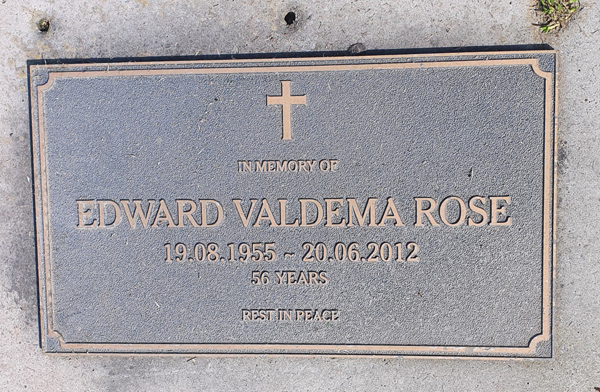 IN MEMORY OF
EDWARD VALDEMA ROSE
19.08.1955 ~ 20.06.2012
56 YEARS
REST IN PEACE